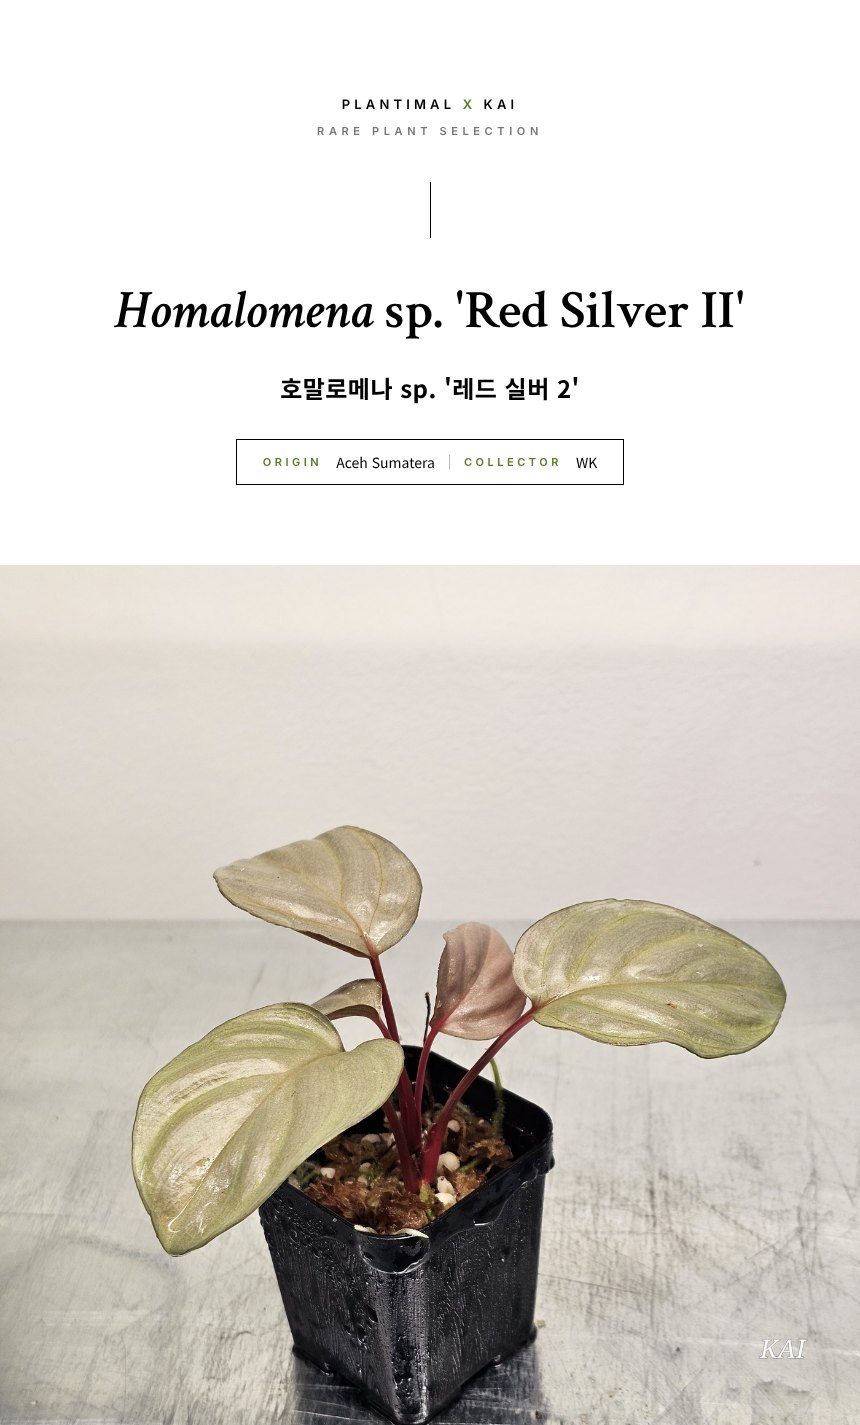 PLANTIMAL X KAI
RARE PLANT SELECTION
Homalomena sp. 'Red Silver II'
호말로메나 sp. '레드 실버 2'
ORIGIN Aceh Sumatera | COLLECTOR WK
KAI